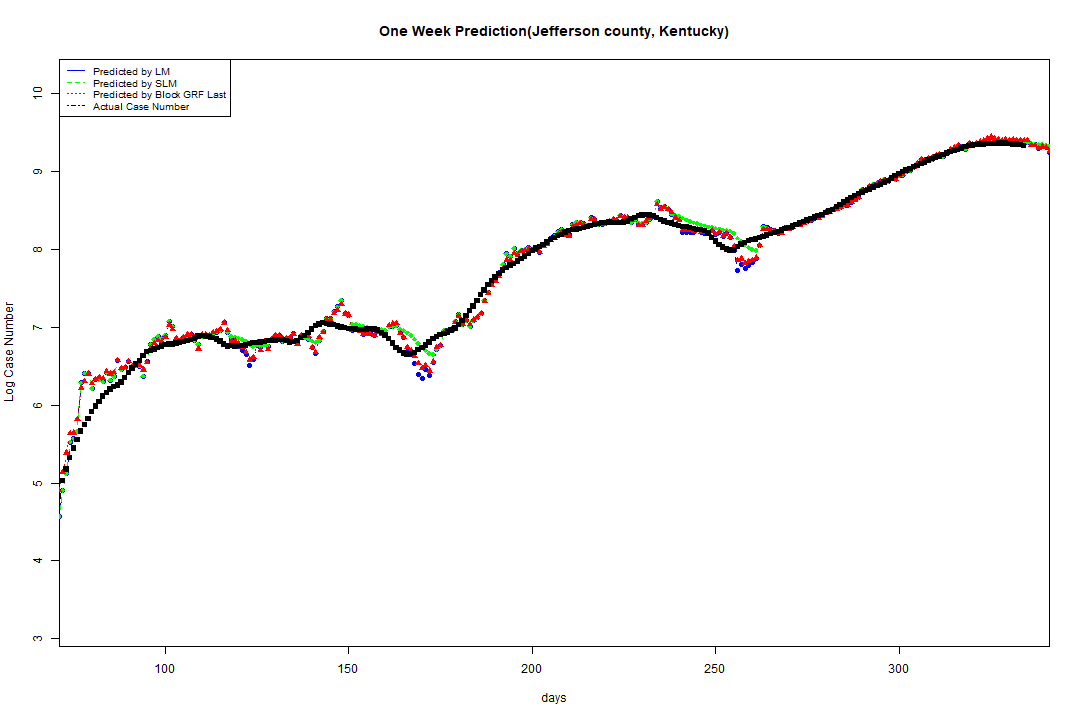 One Week Prediction(Jefferson county, Kentucky)
Predicted by LM
Predicted by SLM
Predicted by Block GRF Last
Actual Case Number
10
9
8
7
6
5
4
3
Log Case Number
100 150 200 250 300
days